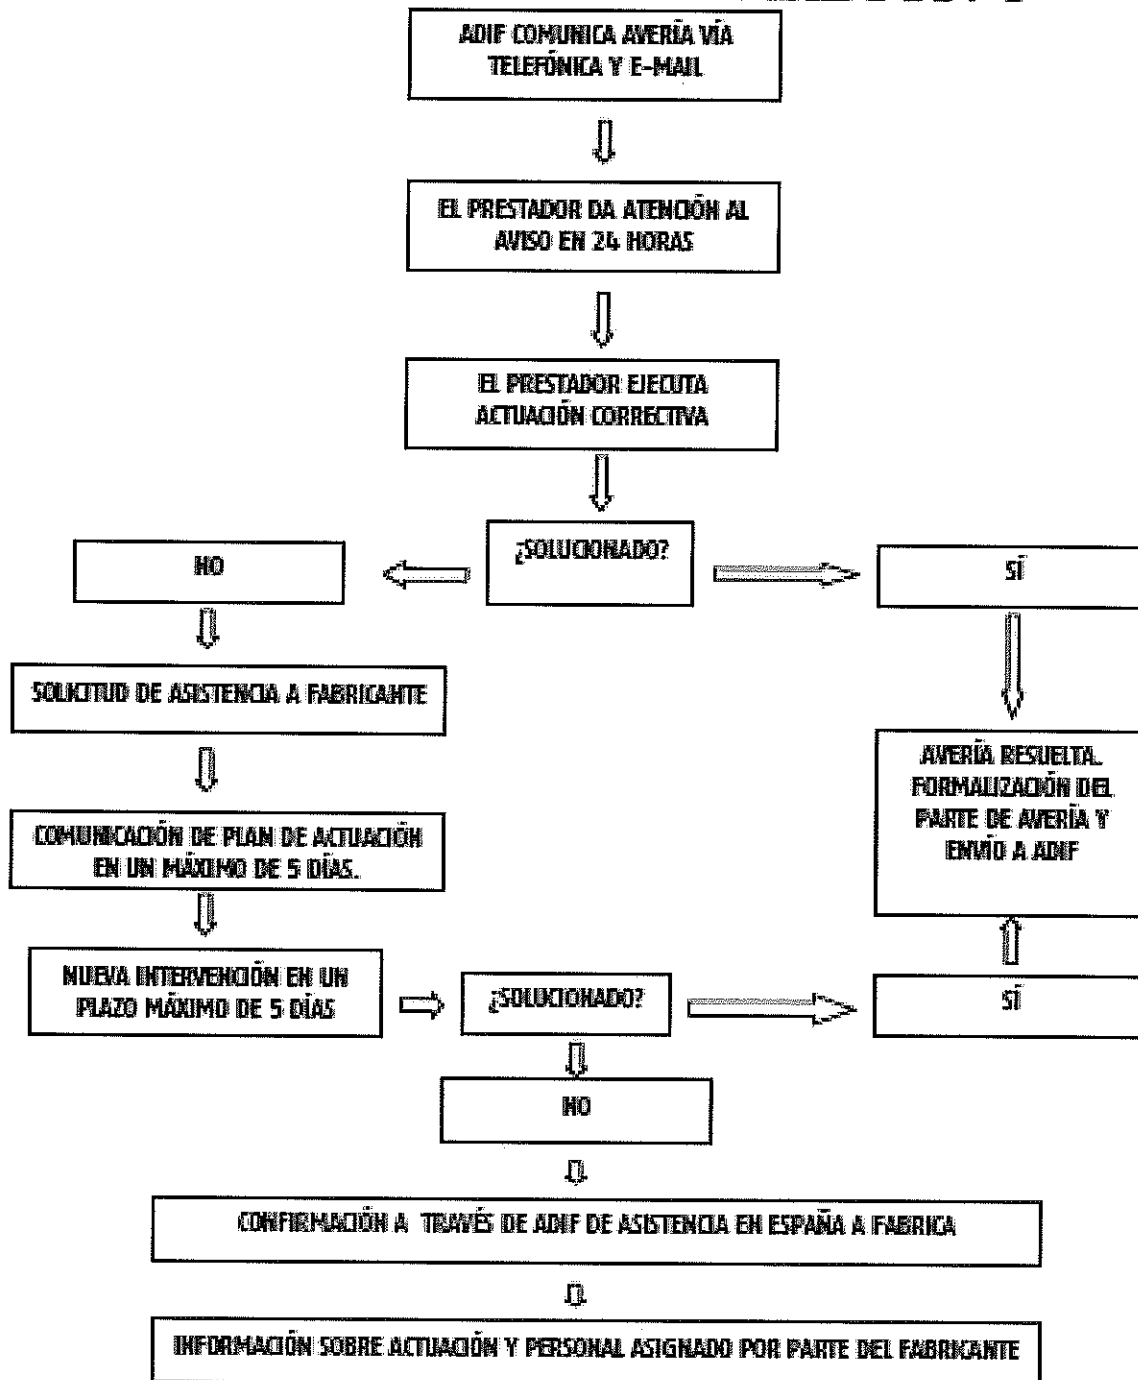 ADIF COMUNICA AVERÍA VÍA
TELEFÓNICA Y E-MAIL
EL PRESTADOR DA ATENCIÓN AL
AVISO EN 24 HORAS
EL PRESTADOR EJECUTA
ACTUACIÓN CORRECTIVA
¿SOLUCIONADO?
NO
SÍ
SOLICITUD DE ASISTENCIA A FABRICANTE
COMUNICACIÓN DE PLAN DE ACTUACIÓN
EN UN MÁXIMO DE 5 DÍAS.
AVERÍA RESUELTA.
FORMALIZACIÓN DEL
PARTE DE AVERÍA Y
ENVÍO A ADIF
NUEVA INTERVENCIÓN EN UN
PLAZO MÁXIMO DE 5 DÍAS
¿SOLUCIONADO?
SÍ
NO
CONFIRMACIÓN A TRAVÉS DE ADIF DE ASISTENCIA EN ESPAÑA A FABRICA
INFORMACIÓN SOBRE ACTUACIÓN Y PERSONAL ASIGNADO POR PARTE DEL FABRICANTE